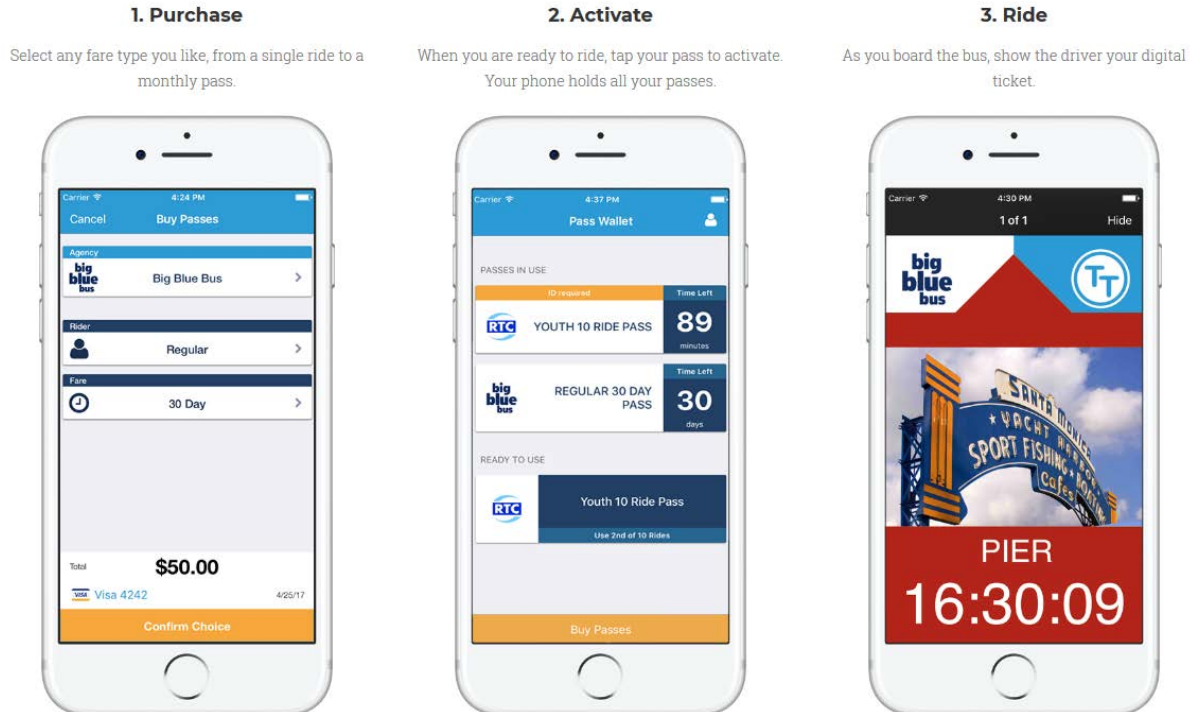 1. Purchase
Select any fare type you like, from a single ride to a
monthly pass.
Carrier 4:24 PM
Cancel Buy Passes
Agency
big
blue
bus
Big Blue Bus
Rider
Regular
Fare
30 Day
Total $50.00
VISA Visa 4242 4/25/17
Confirm Choice
2. Activate
When you are ready to ride, tap your pass to activate.
Your phone holds all your passes.
Carrier 4:37 PM
Pass Wallet
PASSES IN USE
ID required Time Left
RTC YOUTH 10 RIDE PASS 89
minutes
Time Left
big
blue
bus
REGULAR 30 DAY
PASS
30
days
READY TO USE
RTC Youth 10 Ride Pass
Use 2nd of 10 Rides
Buy Passes
3. Ride
As you board the bus, show the driver your digital
ticket.
Carrier 4:30 PM
1 of 1 Hide
big
blue
bus
TT
SANTA MONICA
YACHT HARBOR
SPORT FISHING BOATING
Cafes
PIER
16:30:09